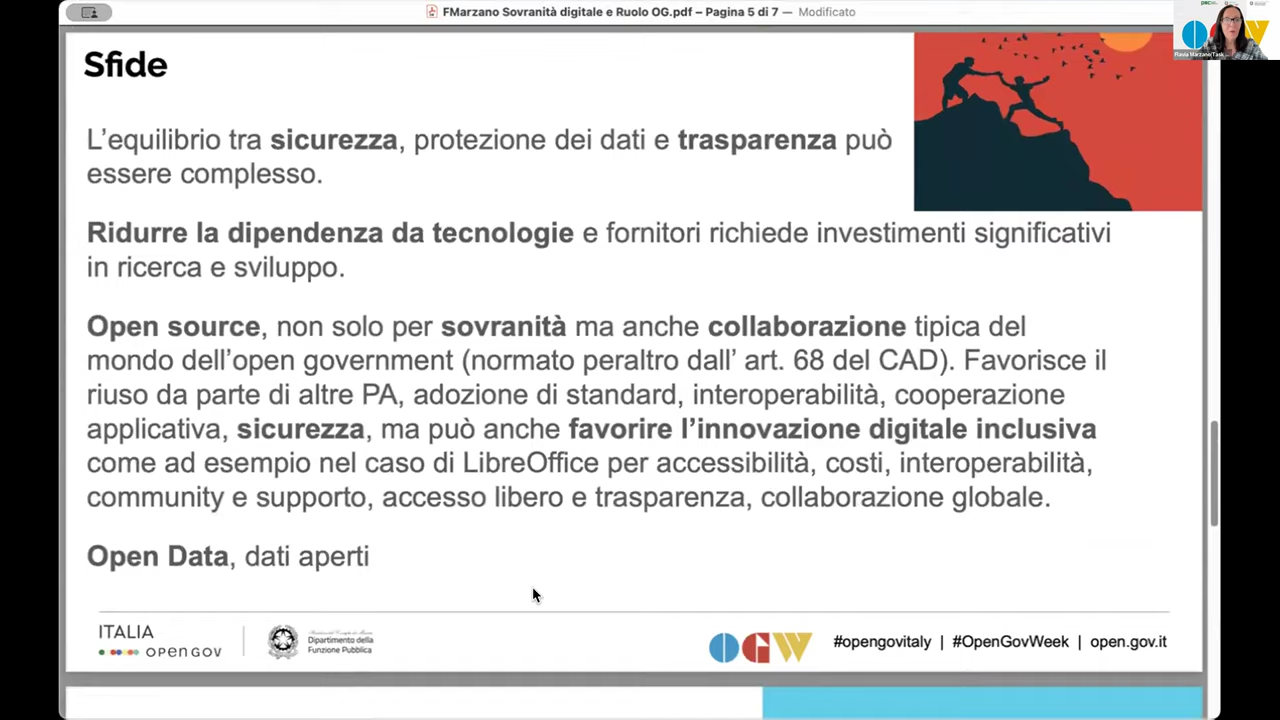 FMarzano Sovranità digitale e Ruolo OG.pdf – Pagina 5 di 7 — Modificato
Sfide
L’equilibrio tra sicurezza, protezione dei dati e trasparenza può
essere complesso.
Ridurre la dipendenza da tecnologie e fornitori richiede investimenti significativi
in ricerca e sviluppo.
Open source, non solo per sovranità ma anche collaborazione tipica del
mondo dell’open government (normato peraltro dall’ art. 68 del CAD). Favorisce il
riuso da parte di altre PA, adozione di standard, interoperabilità, cooperazione
applicativa, sicurezza, ma può anche favorire l’innovazione digitale inclusiva
come ad esempio nel caso di LibreOffice per accessibilità, costi, interoperabilità,
community e supporto, accesso libero e trasparenza, collaborazione globale.
Open Data, dati aperti
ITALIA
OPEN GOV
Dipartimento della
Funzione Pubblica
OGW
#opengovitaly | #OpenGovWeek | open.gov.it